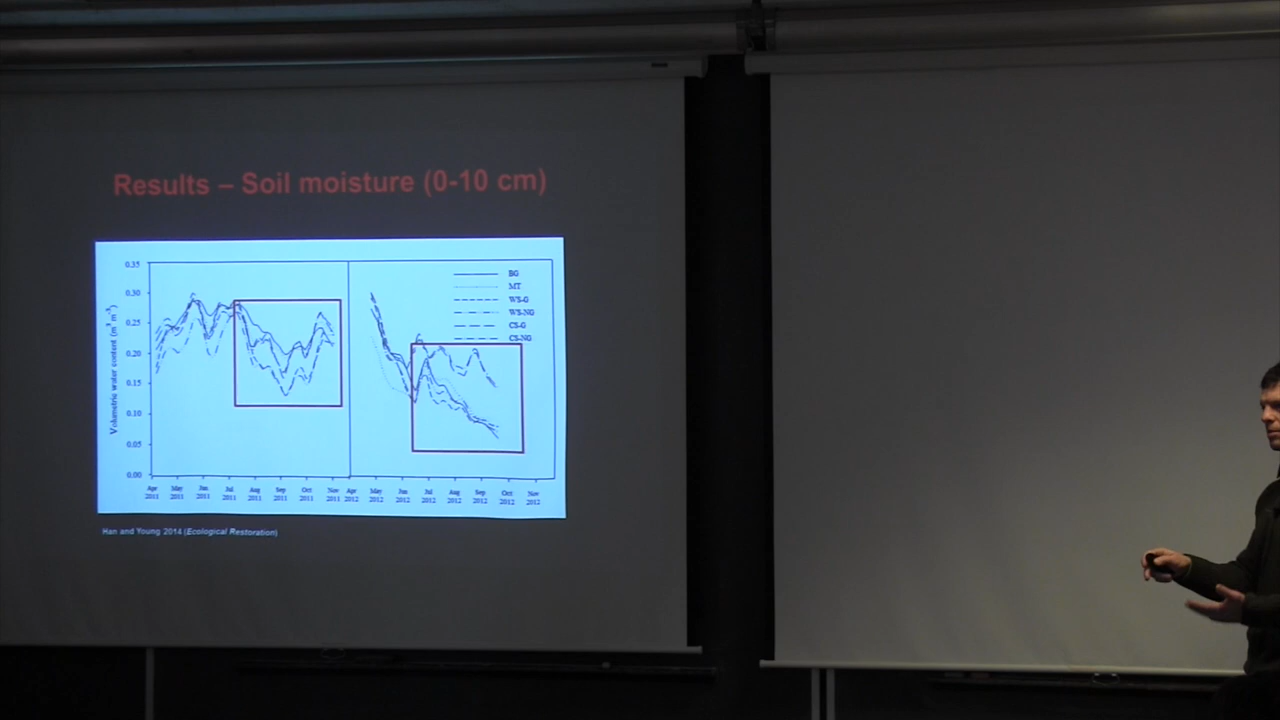 Results – Soil moisture (0-10 cm)
0.35
0.30
0.25
0.20
0.15
0.10
0.05
0.00
Volumetric water content (m³ m⁻³)
BG
MT
WS-G
WS-NG
CS-G
CS-NG
Apr May Jun Jul Aug Sep Oct Nov Apr May Jun Jul Aug Sep Oct Nov
2011 2011 2011 2011 2011 2011 2011 2011 2012 2012 2012 2012 2012 2012 2012 2012
Han and Young 2014 (Ecological Restoration)